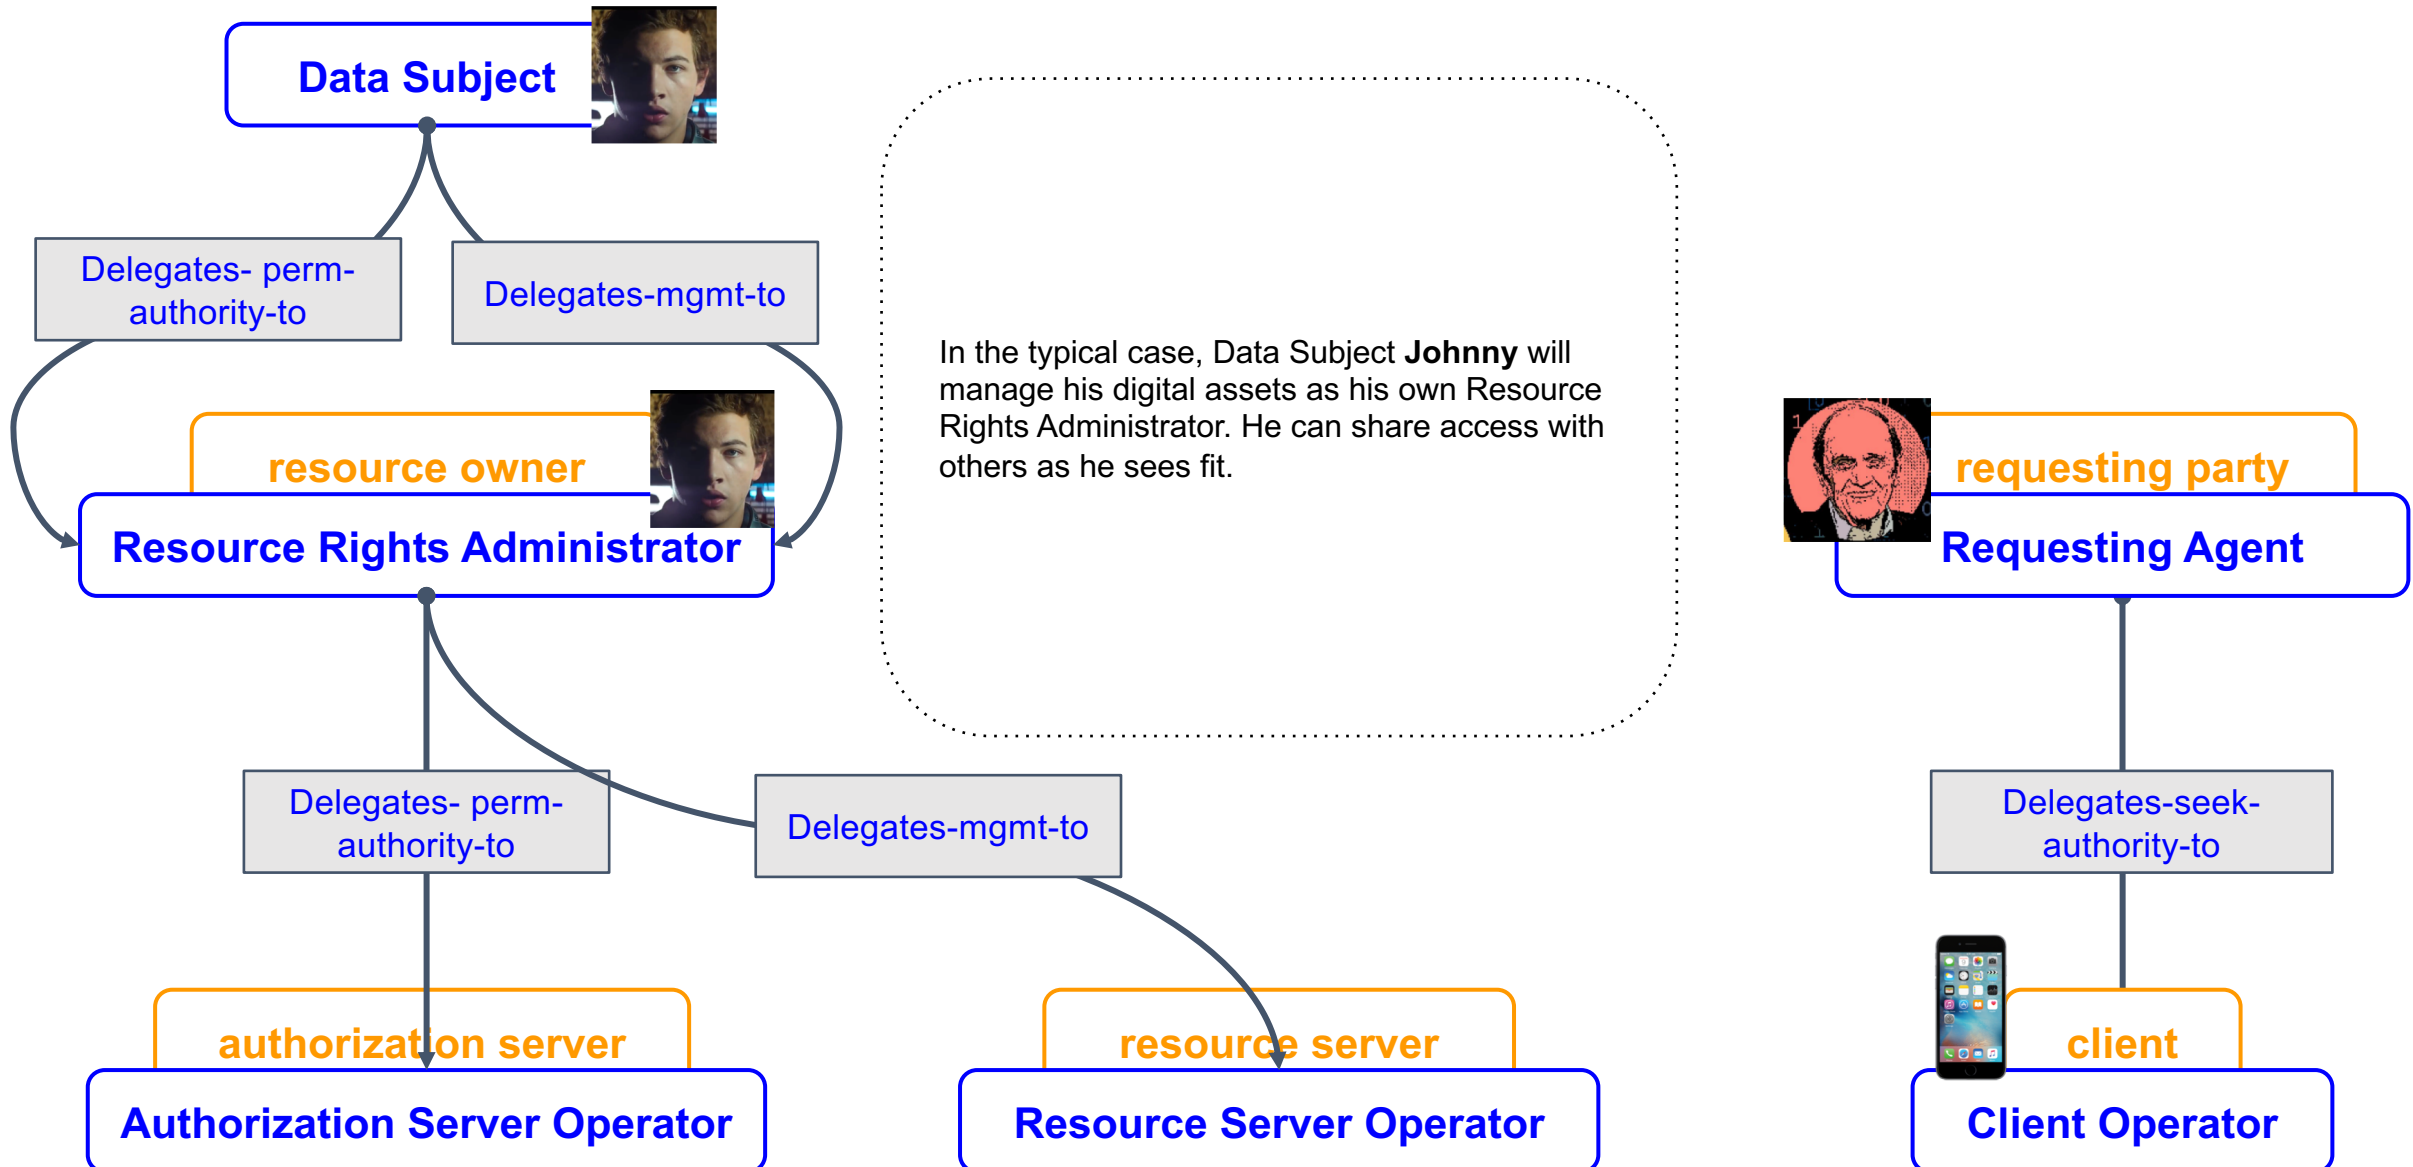 Data Subject
Delegates- perm-
authority-to
Delegates-mgmt-to
In the typical case, Data Subject Johnny will
manage his digital assets as his own Resource
Rights Administrator. He can share access with
others as he sees fit.
resource owner
Resource Rights Administrator
requesting party
Requesting Agent
Delegates- perm-
authority-to
Delegates-mgmt-to
Delegates-seek-
authority-to
authorization server
Authorization Server Operator
resource server
Resource Server Operator
client
Client Operator